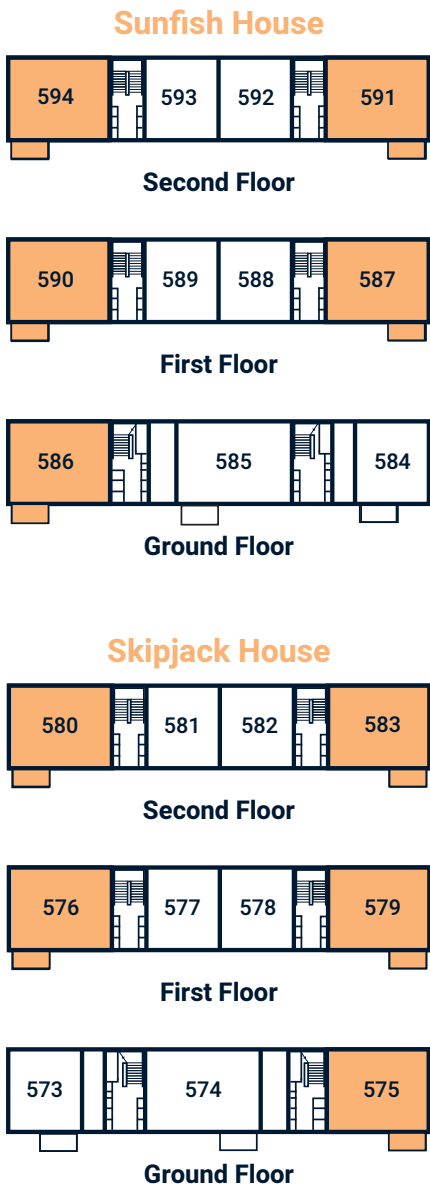 Sunfish House
594 593 592 591
Second Floor
590 589 588 587
First Floor
586 585 584
Ground Floor
Skipjack House
580 581 582 583
Second Floor
576 577 578 579
First Floor
573 574 575
Ground Floor